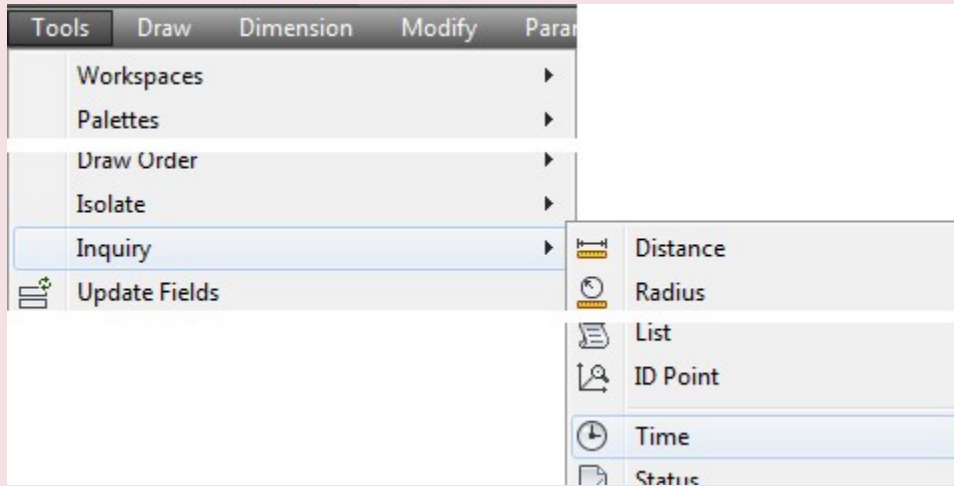 Tools Draw Dimension Modify Parar
Workspaces
Palettes
Draw Order
Isolate
Inquiry
Update Fields
Distance
Radius
List
ID Point
Time
Status